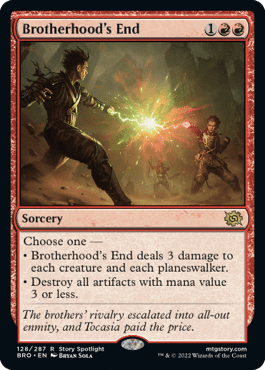 Brotherhood's End 1
Sorcery
Choose one —
• Brotherhood's End deals 3 damage to
each creature and each planeswalker.
• Destroy all artifacts with mana value
3 or less.
The brothers' rivalry escalated into all-out
enmity, and Tocasia paid the price.
128/287 R Story Spotlight mtgstory.com
BRO • EN Bryan Sola ™ & © 2022 Wizards of the Coast